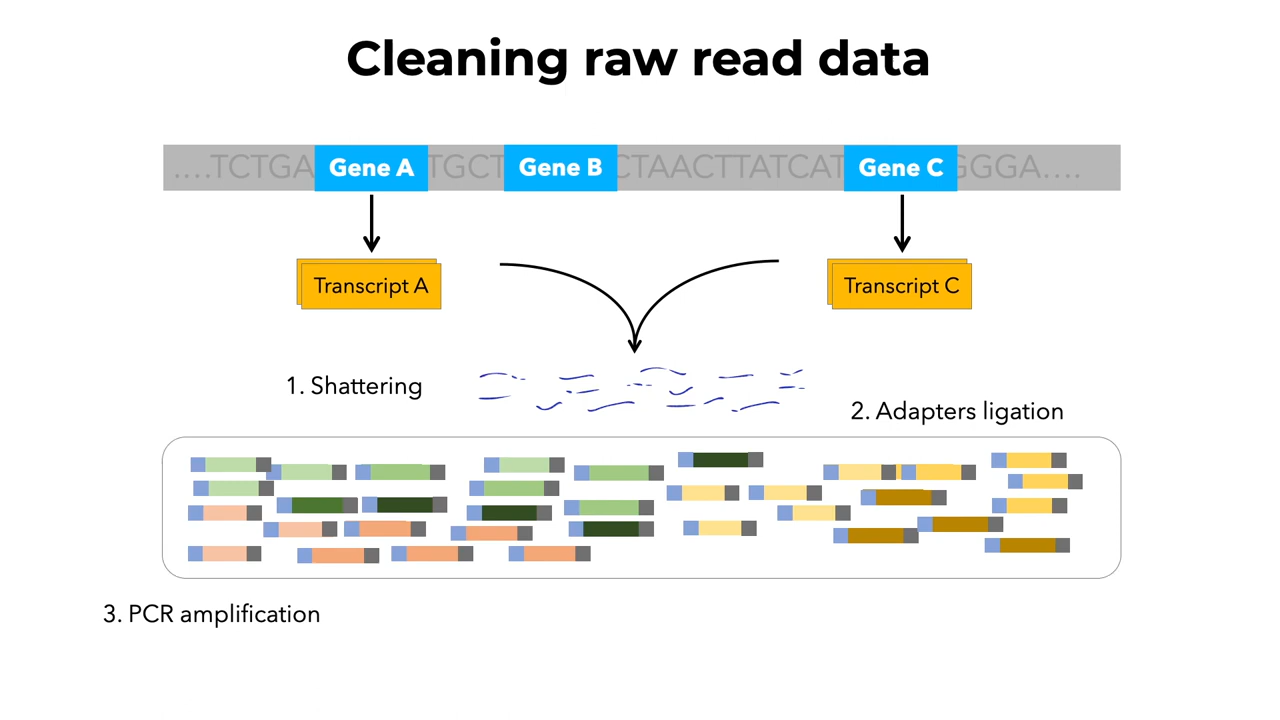 Cleaning raw read data
....TCTGA Gene A TGCT Gene B CTAACTTATCAT Gene C GGGA....
Transcript A Transcript C
1. Shattering
2. Adapters ligation
3. PCR amplification